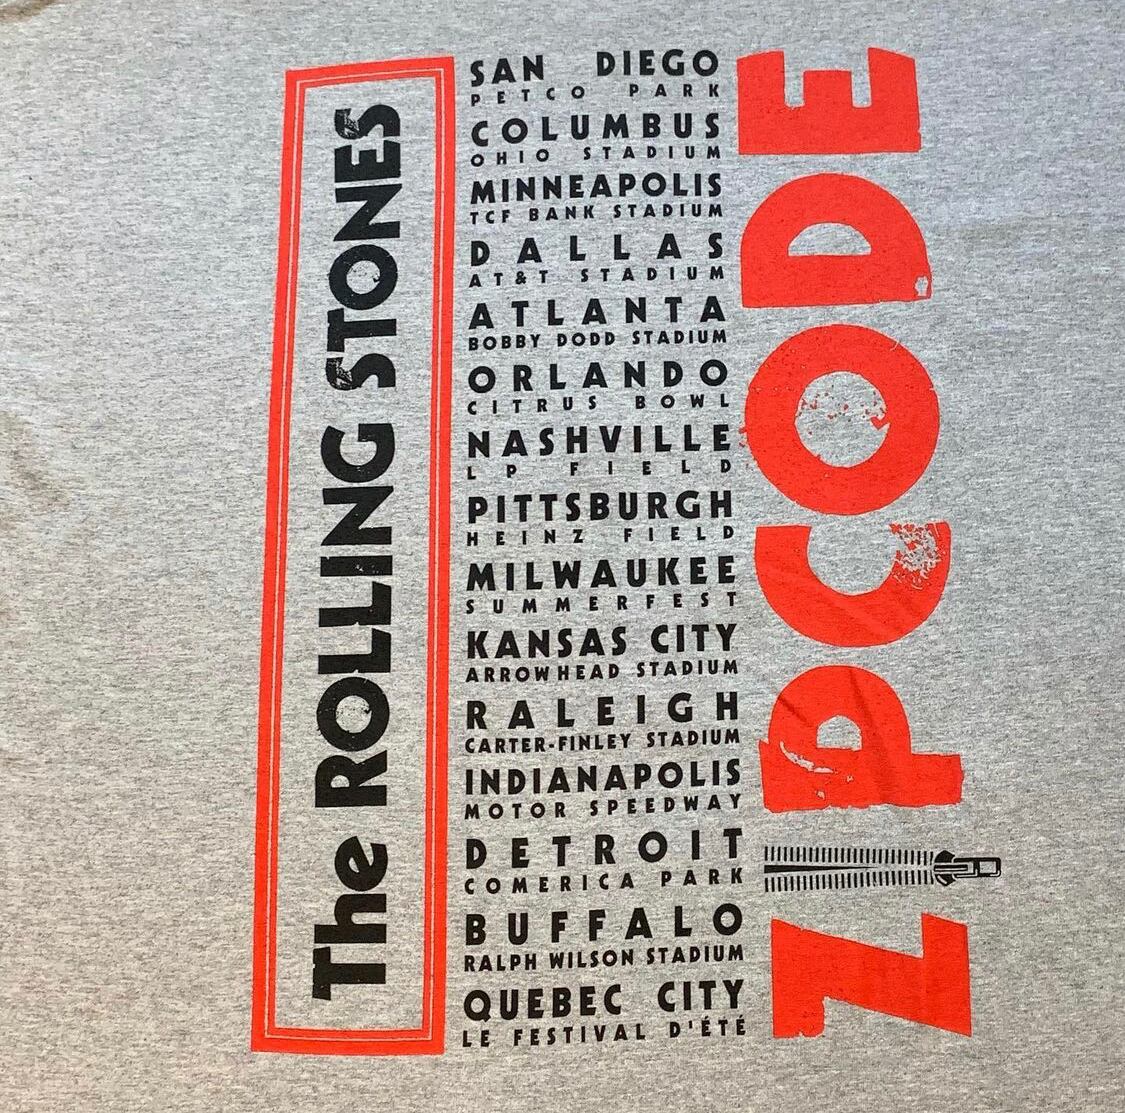 The ROLLING STONES
SAN DIEGO
PETCO PARK
COLUMBUS
OHIO STADIUM
MINNEAPOLIS
TCF BANK STADIUM
DALLAS
AT&T STADIUM
ATLANTA
BOBBY DODD STADIUM
ORLANDO
CITRUS BOWL
NASHVILLE
LP FIELD
PITTSBURGH
HEINZ FIELD
MILWAUKEE
SUMMERFEST
KANSAS CITY
ARROWHEAD STADIUM
RALEIGH
CARTER-FINLEY STADIUM
INDIANAPOLIS
MOTOR SPEEDWAY
DETROIT
COMERICA PARK
BUFFALO
RALPH WILSON STADIUM
QUEBEC CITY
LE FESTIVAL D'ÉTÉ
ZIPCODE